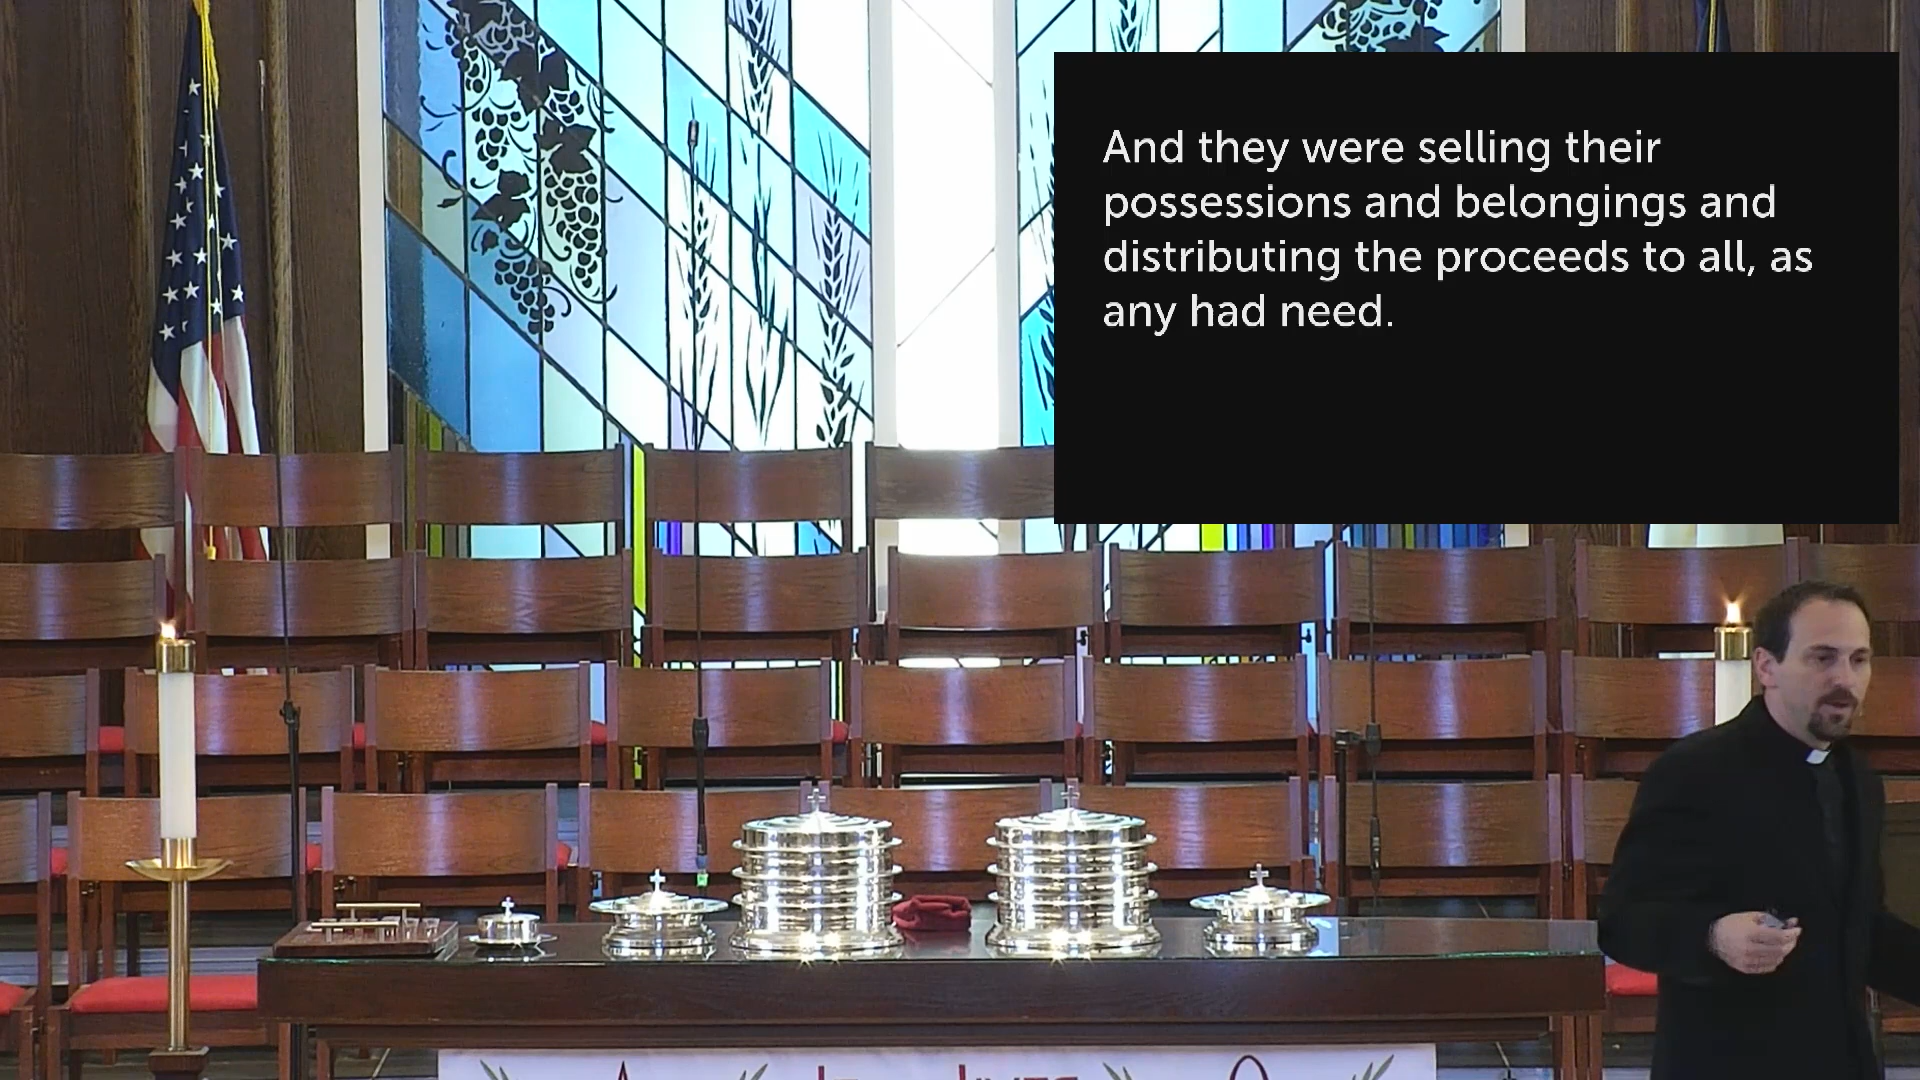 And they were selling their
possessions and belongings and
distributing the proceeds to all, as
any had need.